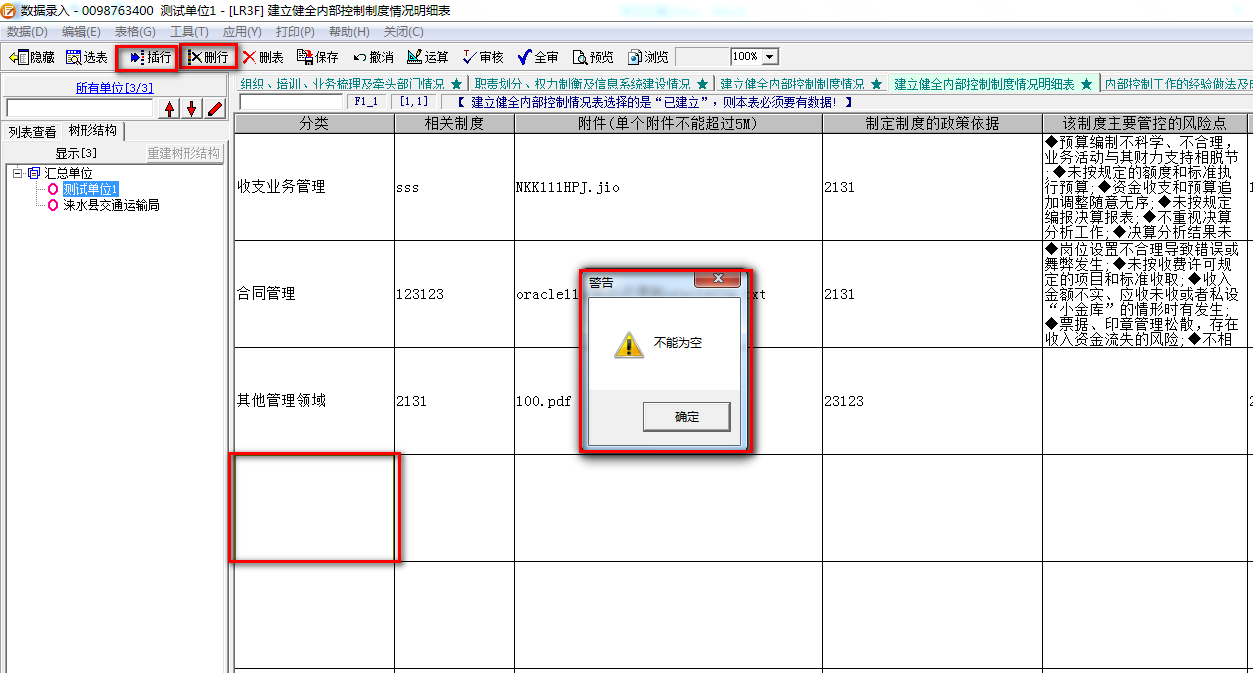 数据录入 - 0098763400 测试单位1 - [LR3F] 建立健全内部控制制度情况明细表
数据(D) 编辑(E) 表格(G) 工具(T) 应用(Y) 打印(P) 帮助(H) 关闭(C)
隐藏 选表 插行 删行 删表 保存 撤消 运算 审核 全审 预览 浏览 100%
所有单位[3/3]
列表查看 树形结构
显示[3] 重建树形结构
汇总单位
测试单位1
涞水县交通运输局
组织、培训、业务梳理及牵头部门情况 ★ 职责划分、权力制衡及信息系统建设情况 ★ 建立健全内部控制制度情况 ★ 建立健全内部控制制度情况明细表 ★ 内部控制工作的经验做法及
F1_1 [1,1] 【 建立健全内部控制情况表选择的是“已建立”，则本表必须要有数据! 】
分类 相关制度 附件(单个附件不能超过5M) 制定制度的政策依据 该制度主要管控的风险点
收支业务管理 sss NKK111HPJ.jio 2131
◆预算编制不科学、不合理，
业务活动与其财力支持相脱节
;◆未按规定的额度和标准执
行预算;◆资金收支和预算追
加调整随意无序;◆未按规定
编报决算报表;◆不重视决算
分析工作;◆决算分析结果未
合同管理 123123 oracle11 xt 2131
◆岗位设置不合理导致错误或
舞弊发生;◆未按收费许可规
定的项目和标准收取;◆收入
金额不实、应收未收或者私设
“小金库”的情形时有发生;
◆票据、印章管理松散，存在
收入资金流失的风险;◆不相
其他管理领域 2131 100.pdf 23123
警告
不能为空
确定